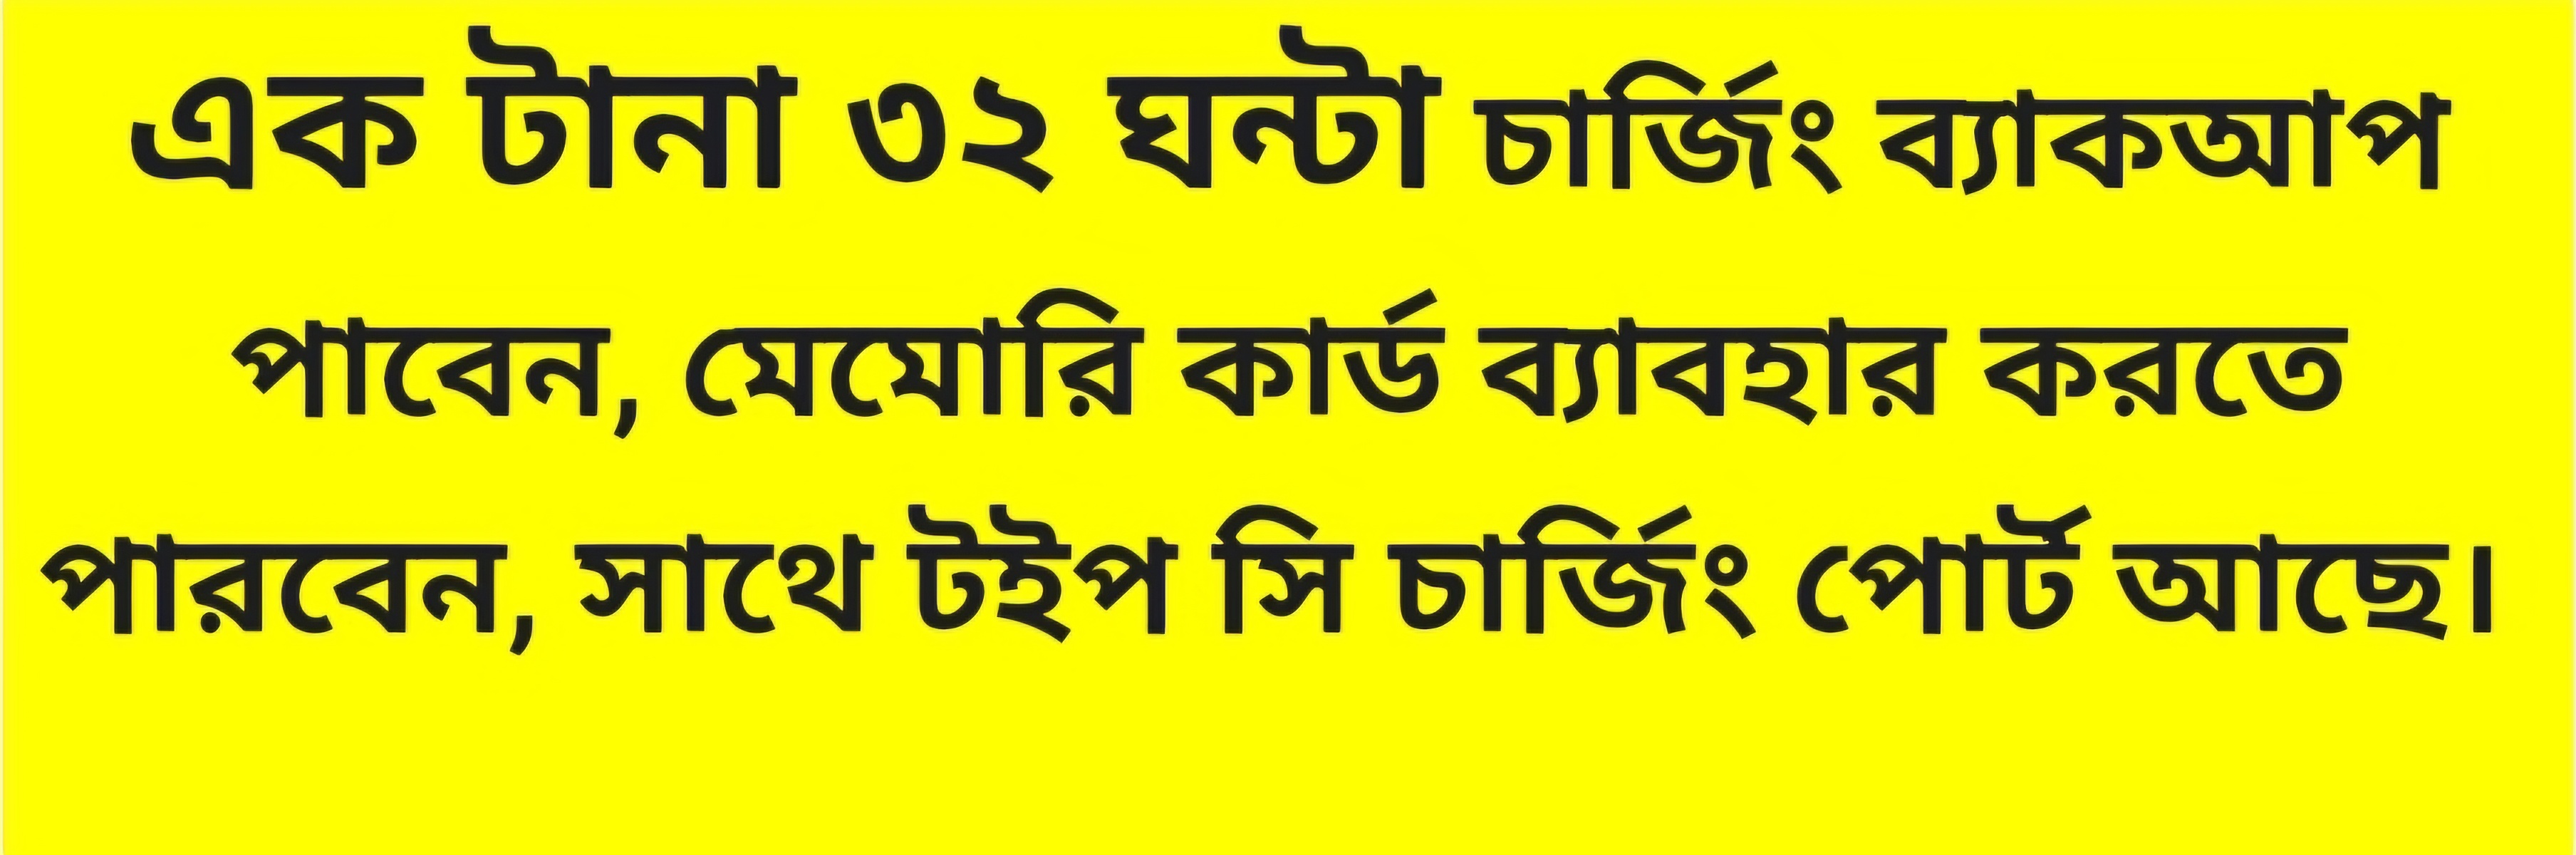 এক টানা ৩২ ঘন্টা চার্জিং ব্যাকআপ
পাবেন, মেমোরি কার্ড ব্যাবহার করতে
পারবেন, সাথে টইপ সি চার্জিং পোর্ট আছে।